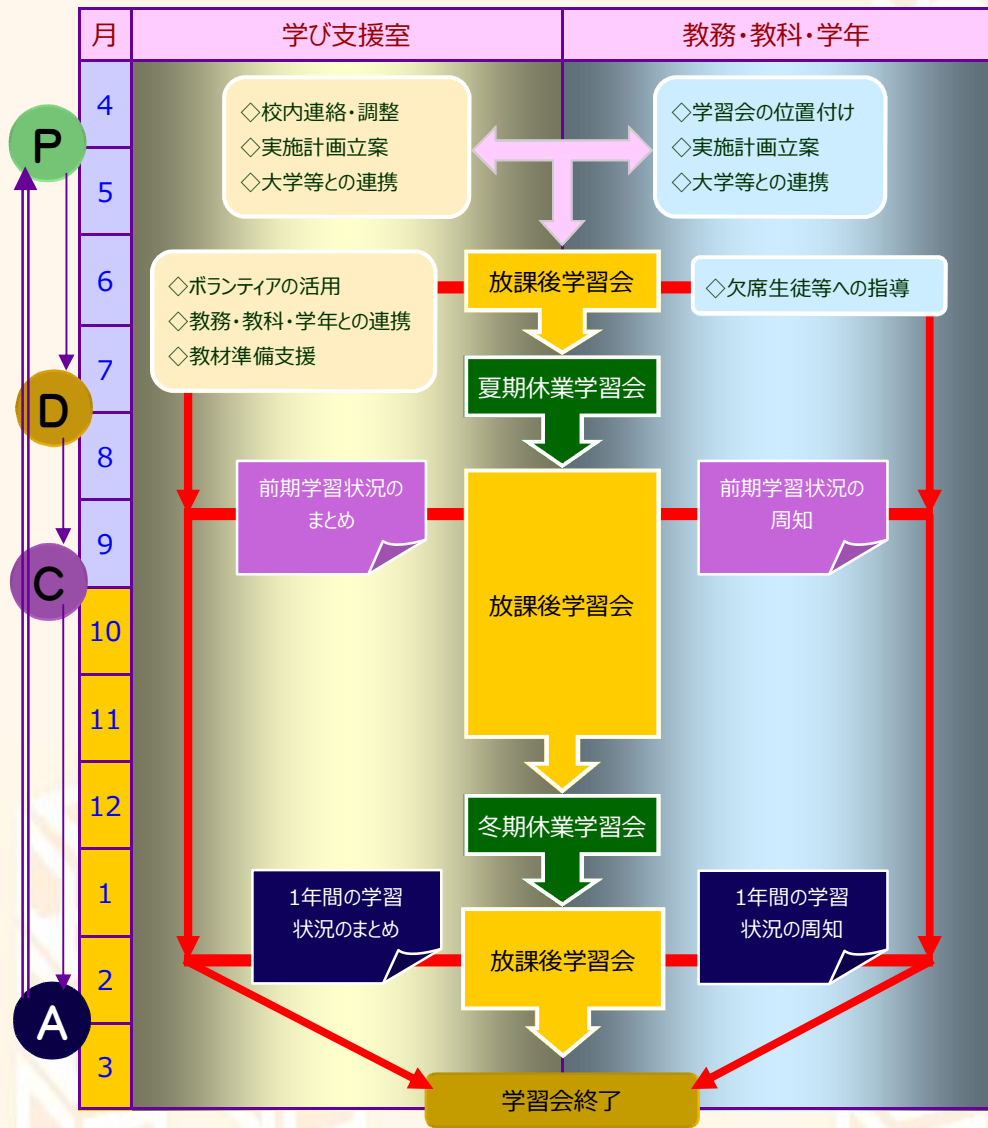 月
学び支援室
教務・教科・学年
4
5
6
7
8
9
10
11
12
1
2
3
P
D
C
A
◇校内連絡・調整
◇実施計画立案
◇大学等との連携
◇学習会の位置付け
◇実施計画立案
◇大学等との連携
◇ボランティアの活用
◇教務・教科・学年との連携
◇教材準備支援
放課後学習会
◇欠席生徒等への指導
夏期休業学習会
前期学習状況の
まとめ
前期学習状況の
周知
放課後学習会
冬期休業学習会
1年間の学習
状況のまとめ
1年間の学習
状況の周知
放課後学習会
学習会終了